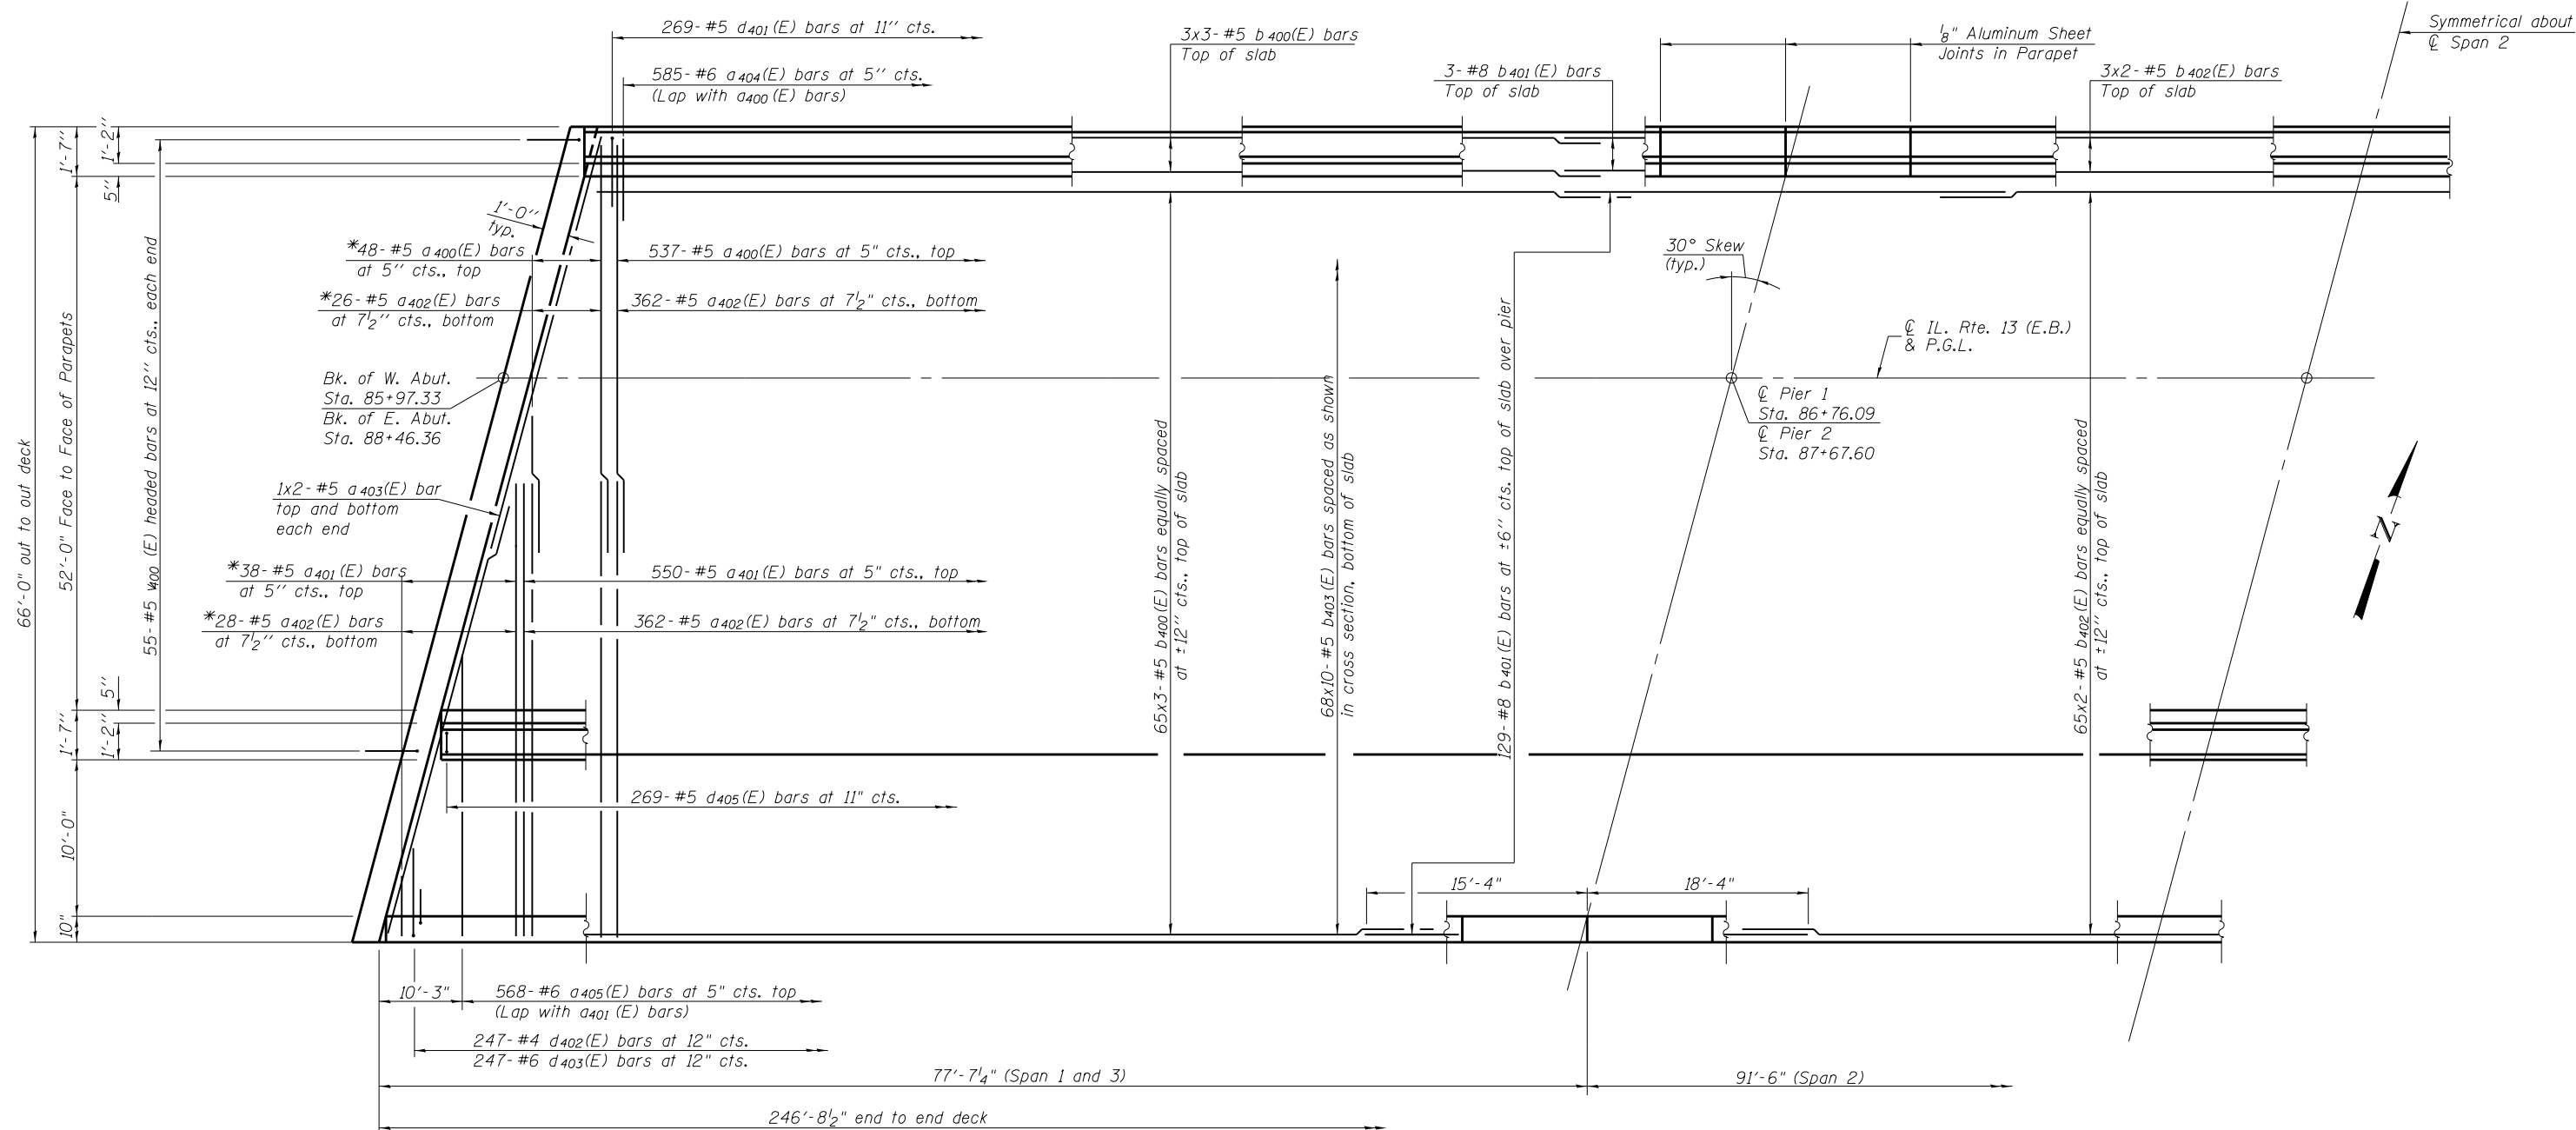 269-#5 d401(E) bars at 11" cts.
585-#6 a404(E) bars at 5" cts.
(Lap with a400(E) bars)
3x3-#5 b400(E) bars
Top of slab
3-#8 b401(E) bars
Top of slab
1/8" Aluminum Sheet
Joints in Parapet
3x2-#5 b402(E) bars
Top of slab
Symmetrical about
℄ Span 2
1'-7"
1'-2"
5"
1'-0"
typ.
*48-#5 a400(E) bars
at 5" cts., top
537-#5 a400(E) bars at 5" cts., top
*26-#5 a402(E) bars
at 7 1/2" cts., bottom
362-#5 a402(E) bars at 7 1/2" cts., bottom
30° Skew
(typ.)
℄ IL. Rte. 13 (E.B.)
& P.G.L.
Bk. of W. Abut.
Sta. 85+97.33
Bk. of E. Abut.
Sta. 88+46.36
℄ Pier 1
Sta. 86+76.09
℄ Pier 2
Sta. 87+67.60
66'-0" out to out deck
52'-0" Face to Face of Parapets
55-#5 v400 (E) headed bars at 12" cts., each end
1x2-#5 a403(E) bar
top and bottom
each end
65x3-#5 b400(E) bars equally spaced
at ±12" cts., top of slab
68x10-#5 b403(E) bars spaced as shown
in cross section, bottom of slab
129-#8 b401(E) bars at ±6" cts. top of slab over pier
65x2-#5 b402(E) bars equally spaced
at ±12" cts., top of slab
N
*38-#5 a401(E) bars
at 5" cts., top
550-#5 a401(E) bars at 5" cts., top
*28-#5 a402(E) bars
at 7 1/2" cts., bottom
362-#5 a402(E) bars at 7 1/2" cts., bottom
5"
1'-7"
1'-2"
269-#5 d405(E) bars at 11" cts.
10'-0"
10"
15'-4"
18'-4"
10'-3"
568-#6 a405(E) bars at 5" cts. top
(Lap with a401 (E) bars)
247-#4 d402(E) bars at 12" cts.
247-#6 d403(E) bars at 12" cts.
77'-7 1/4" (Span 1 and 3)
91'-6" (Span 2)
246'-8 1/2" end to end deck